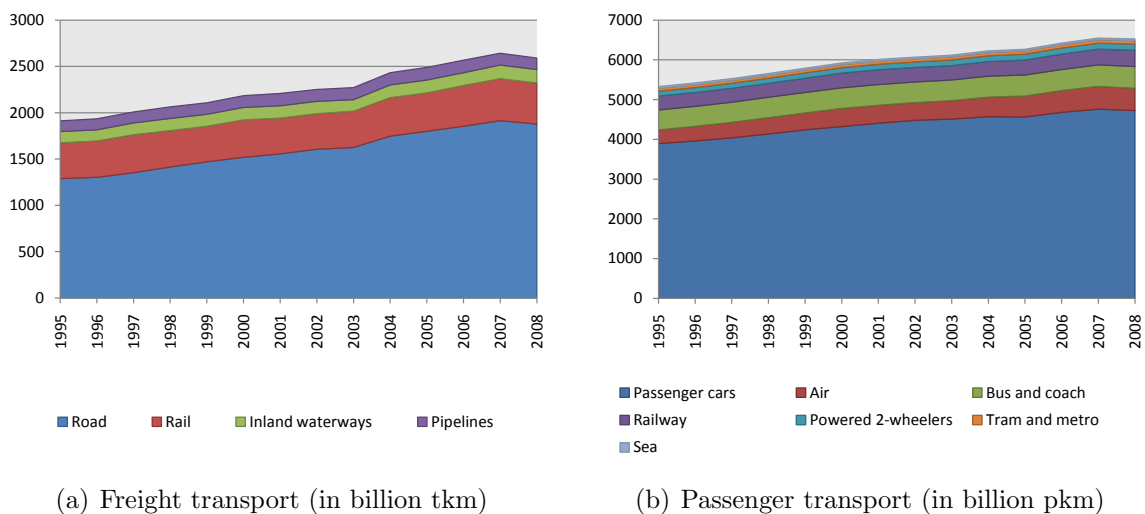 3000
2500
2000
1500
1000
500
0
1995 1996 1997 1998 1999 2000 2001 2002 2003 2004 2005 2006 2007 2008
Road Rail Inland waterways Pipelines
(a) Freight transport (in billion tkm)
7000
6000
5000
4000
3000
2000
1000
0
1995 1996 1997 1998 1999 2000 2001 2002 2003 2004 2005 2006 2007 2008
Passenger cars Air Bus and coach
Railway Powered 2-wheelers Tram and metro
Sea
(b) Passenger transport (in billion pkm)